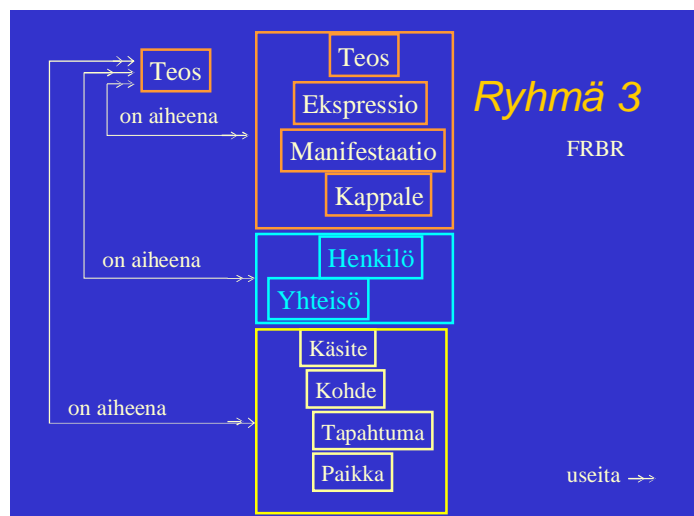 Ryhmä 3
FRBR
Teos
Teos
Ekspressio
on aiheena
Manifestaatio
Kappale
Henkilö
on aiheena
Yhteisö
Käsite
Kohde
on aiheena
Tapahtuma
Paikka
useita